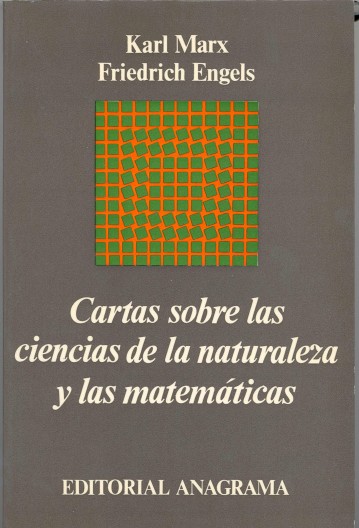 Karl Marx
Friedrich Engels
Cartas sobre las
ciencias de la naturaleza
y las matemáticas
EDITORIAL ANAGRAMA